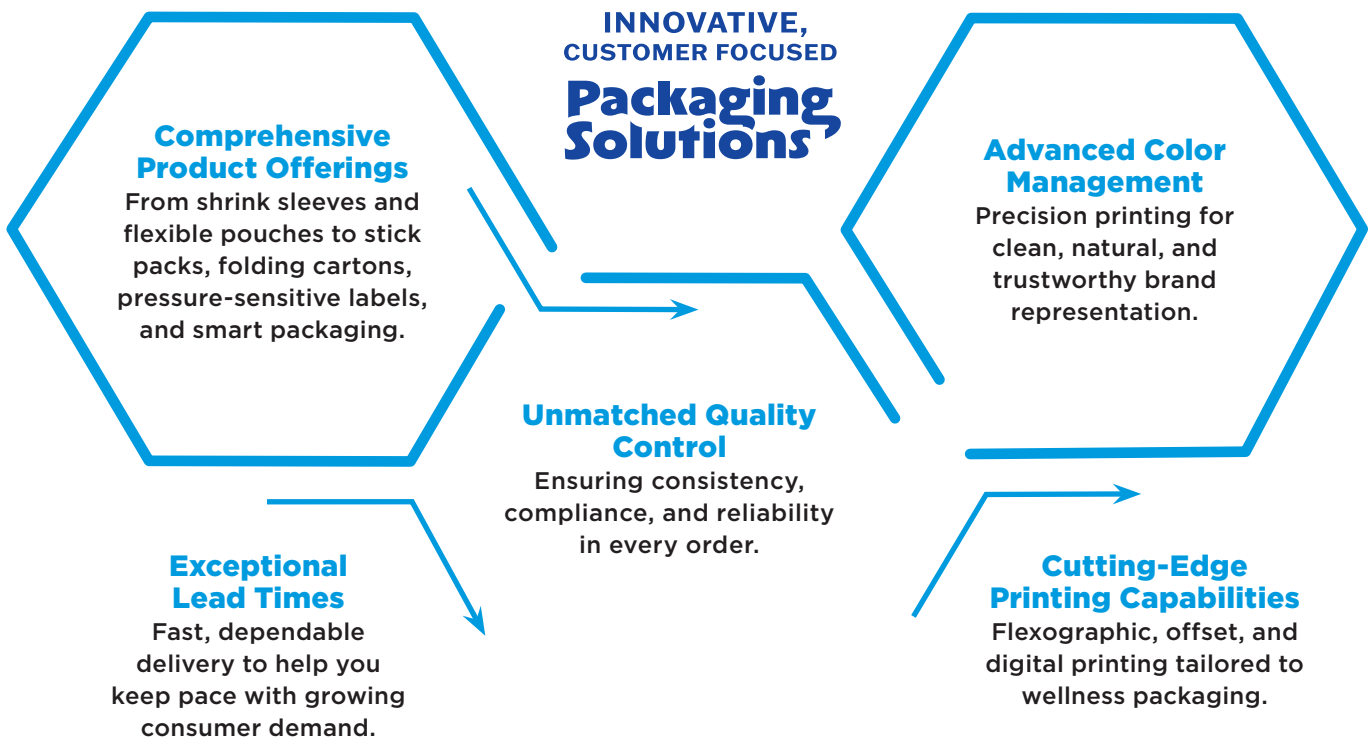 INNOVATIVE,
CUSTOMER FOCUSED
Packaging
Solutions
Comprehensive
Product Offerings
From shrink sleeves and
flexible pouches to stick
packs, folding cartons,
pressure-sensitive labels,
and smart packaging.
Advanced Color
Management
Precision printing for
clean, natural, and
trustworthy brand
representation.
Unmatched Quality
Control
Ensuring consistency,
compliance, and reliability
in every order.
Exceptional
Lead Times
Fast, dependable
delivery to help you
keep pace with growing
consumer demand.
Cutting-Edge
Printing Capabilities
Flexographic, offset, and
digital printing tailored to
wellness packaging.